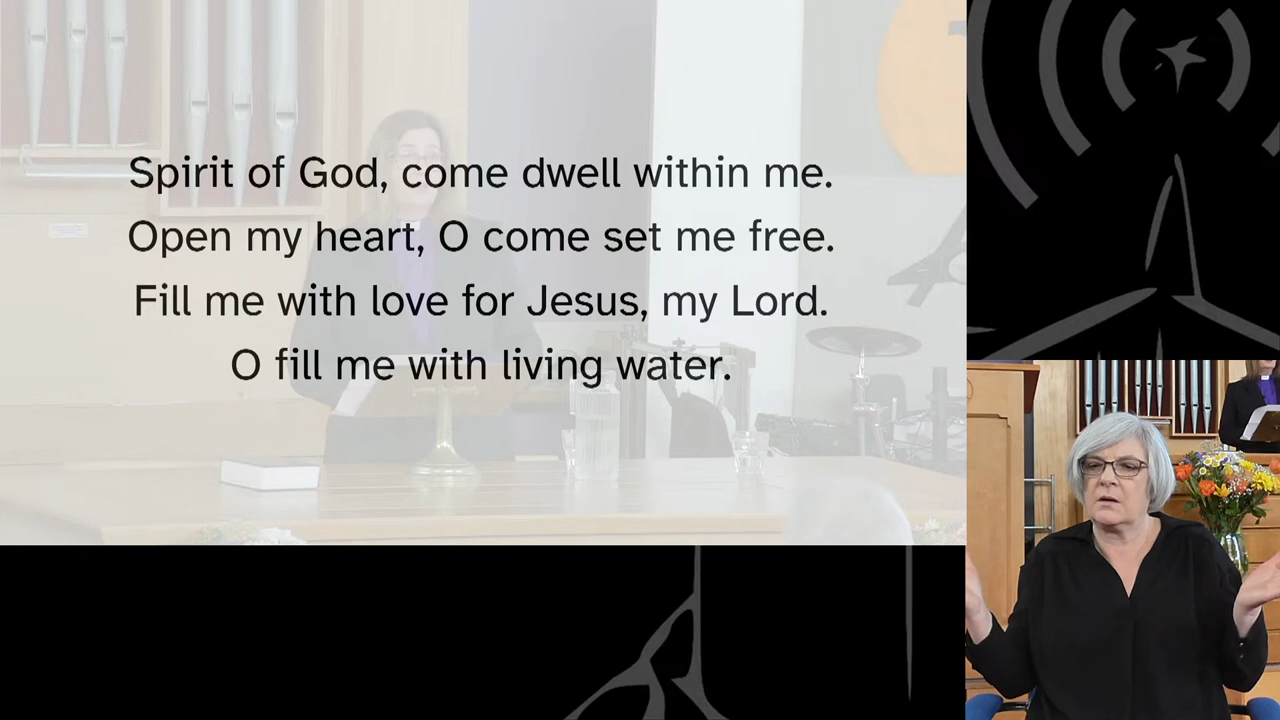 Spirit of God, come dwell within me.
Open my heart, O come set me free.
Fill me with love for Jesus, my Lord.
O fill me with living water.